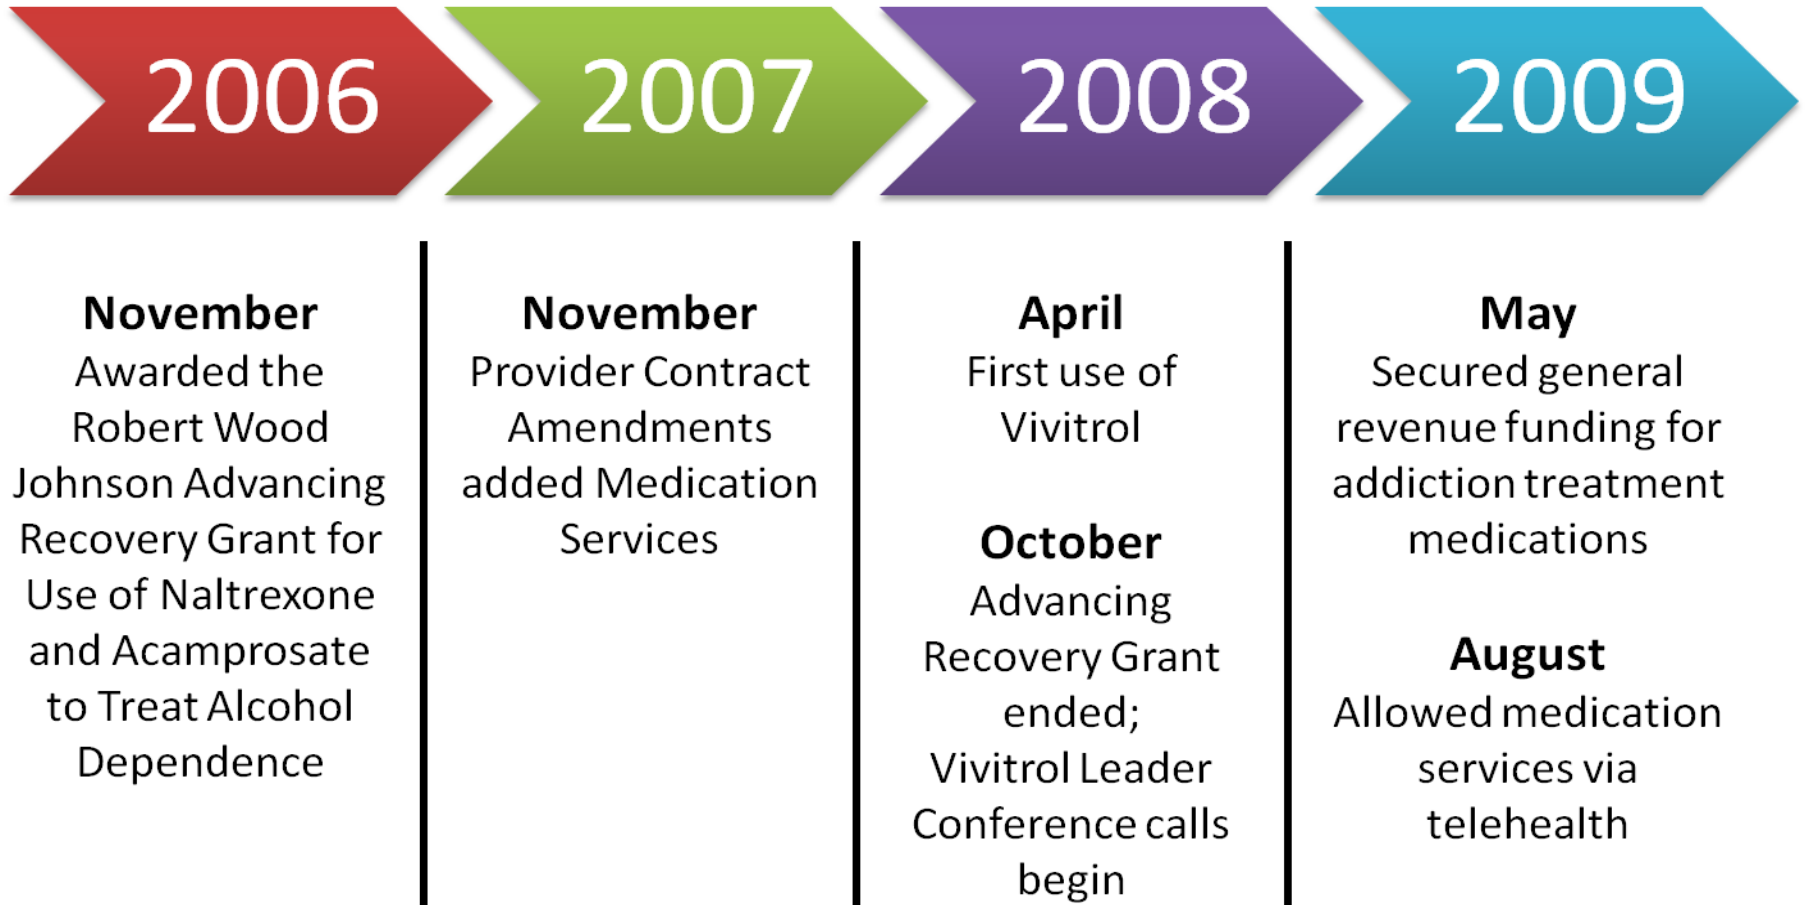 2006
2007
2008
2009
November
Awarded the
Robert Wood
Johnson Advancing
Recovery Grant for
Use of Naltrexone
and Acamprosate
to Treat Alcohol
Dependence
November
Provider Contract
Amendments
added Medication
Services
April
First use of
Vivitrol
October
Advancing
Recovery Grant
ended;
Vivitrol Leader
Conference calls
begin
May
Secured general
revenue funding for
addiction treatment
medications
August
Allowed medication
services via
telehealth